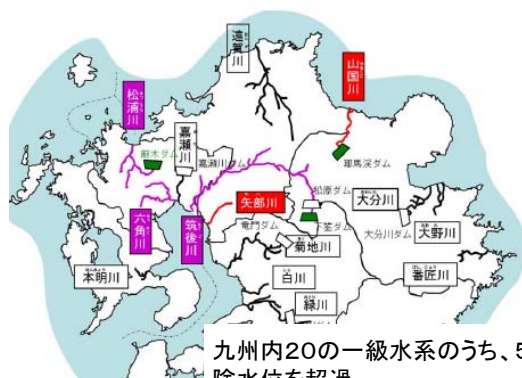 遠賀川
山国川
松浦川
嘉瀬川
厳木ダム
嘉瀬川ダム
耶馬渓ダム
松原ダム
大分川
矢部川
六角川
筑後川
竜門ダム
下筌ダム
大分川ダム
大野川
菊地川
本明川
白川
番匠川
緑川
九州内20の一級水系のうち、5
除水位を超過